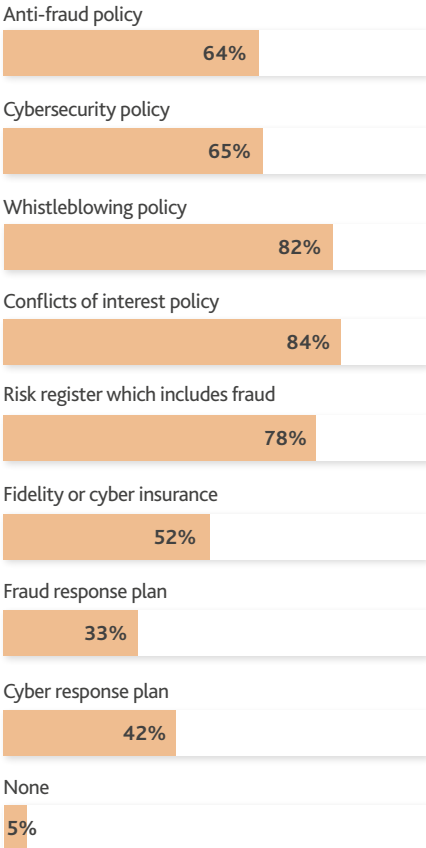 Anti-fraud policy
64%
Cybersecurity policy
65%
Whistleblowing policy
82%
Conflicts of interest policy
84%
Risk register which includes fraud
78%
Fidelity or cyber insurance
52%
Fraud response plan
33%
Cyber response plan
42%
None
5%